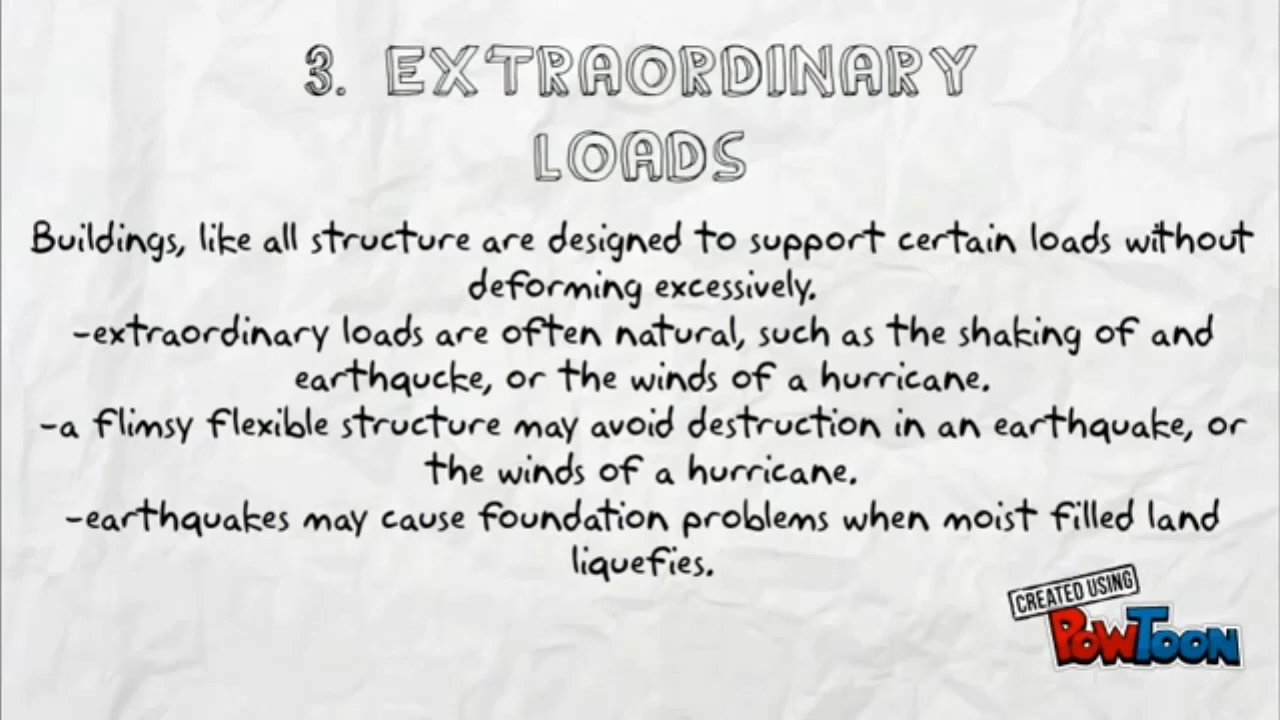 3. EXTRAORDINARY
LOADS
Buildings, like all structure are designed to support certain loads without
deforming excessively.
-extraordinary loads are often natural, such as the shaking of and
earthqucke, or the winds of a hurricane.
-a flimsy flexible structure may avoid destruction in an earthquake, or
the winds of a hurricane.
-earthquakes may cause foundation problems when moist filled land
liquefies.
CREATED USING
POWTOON